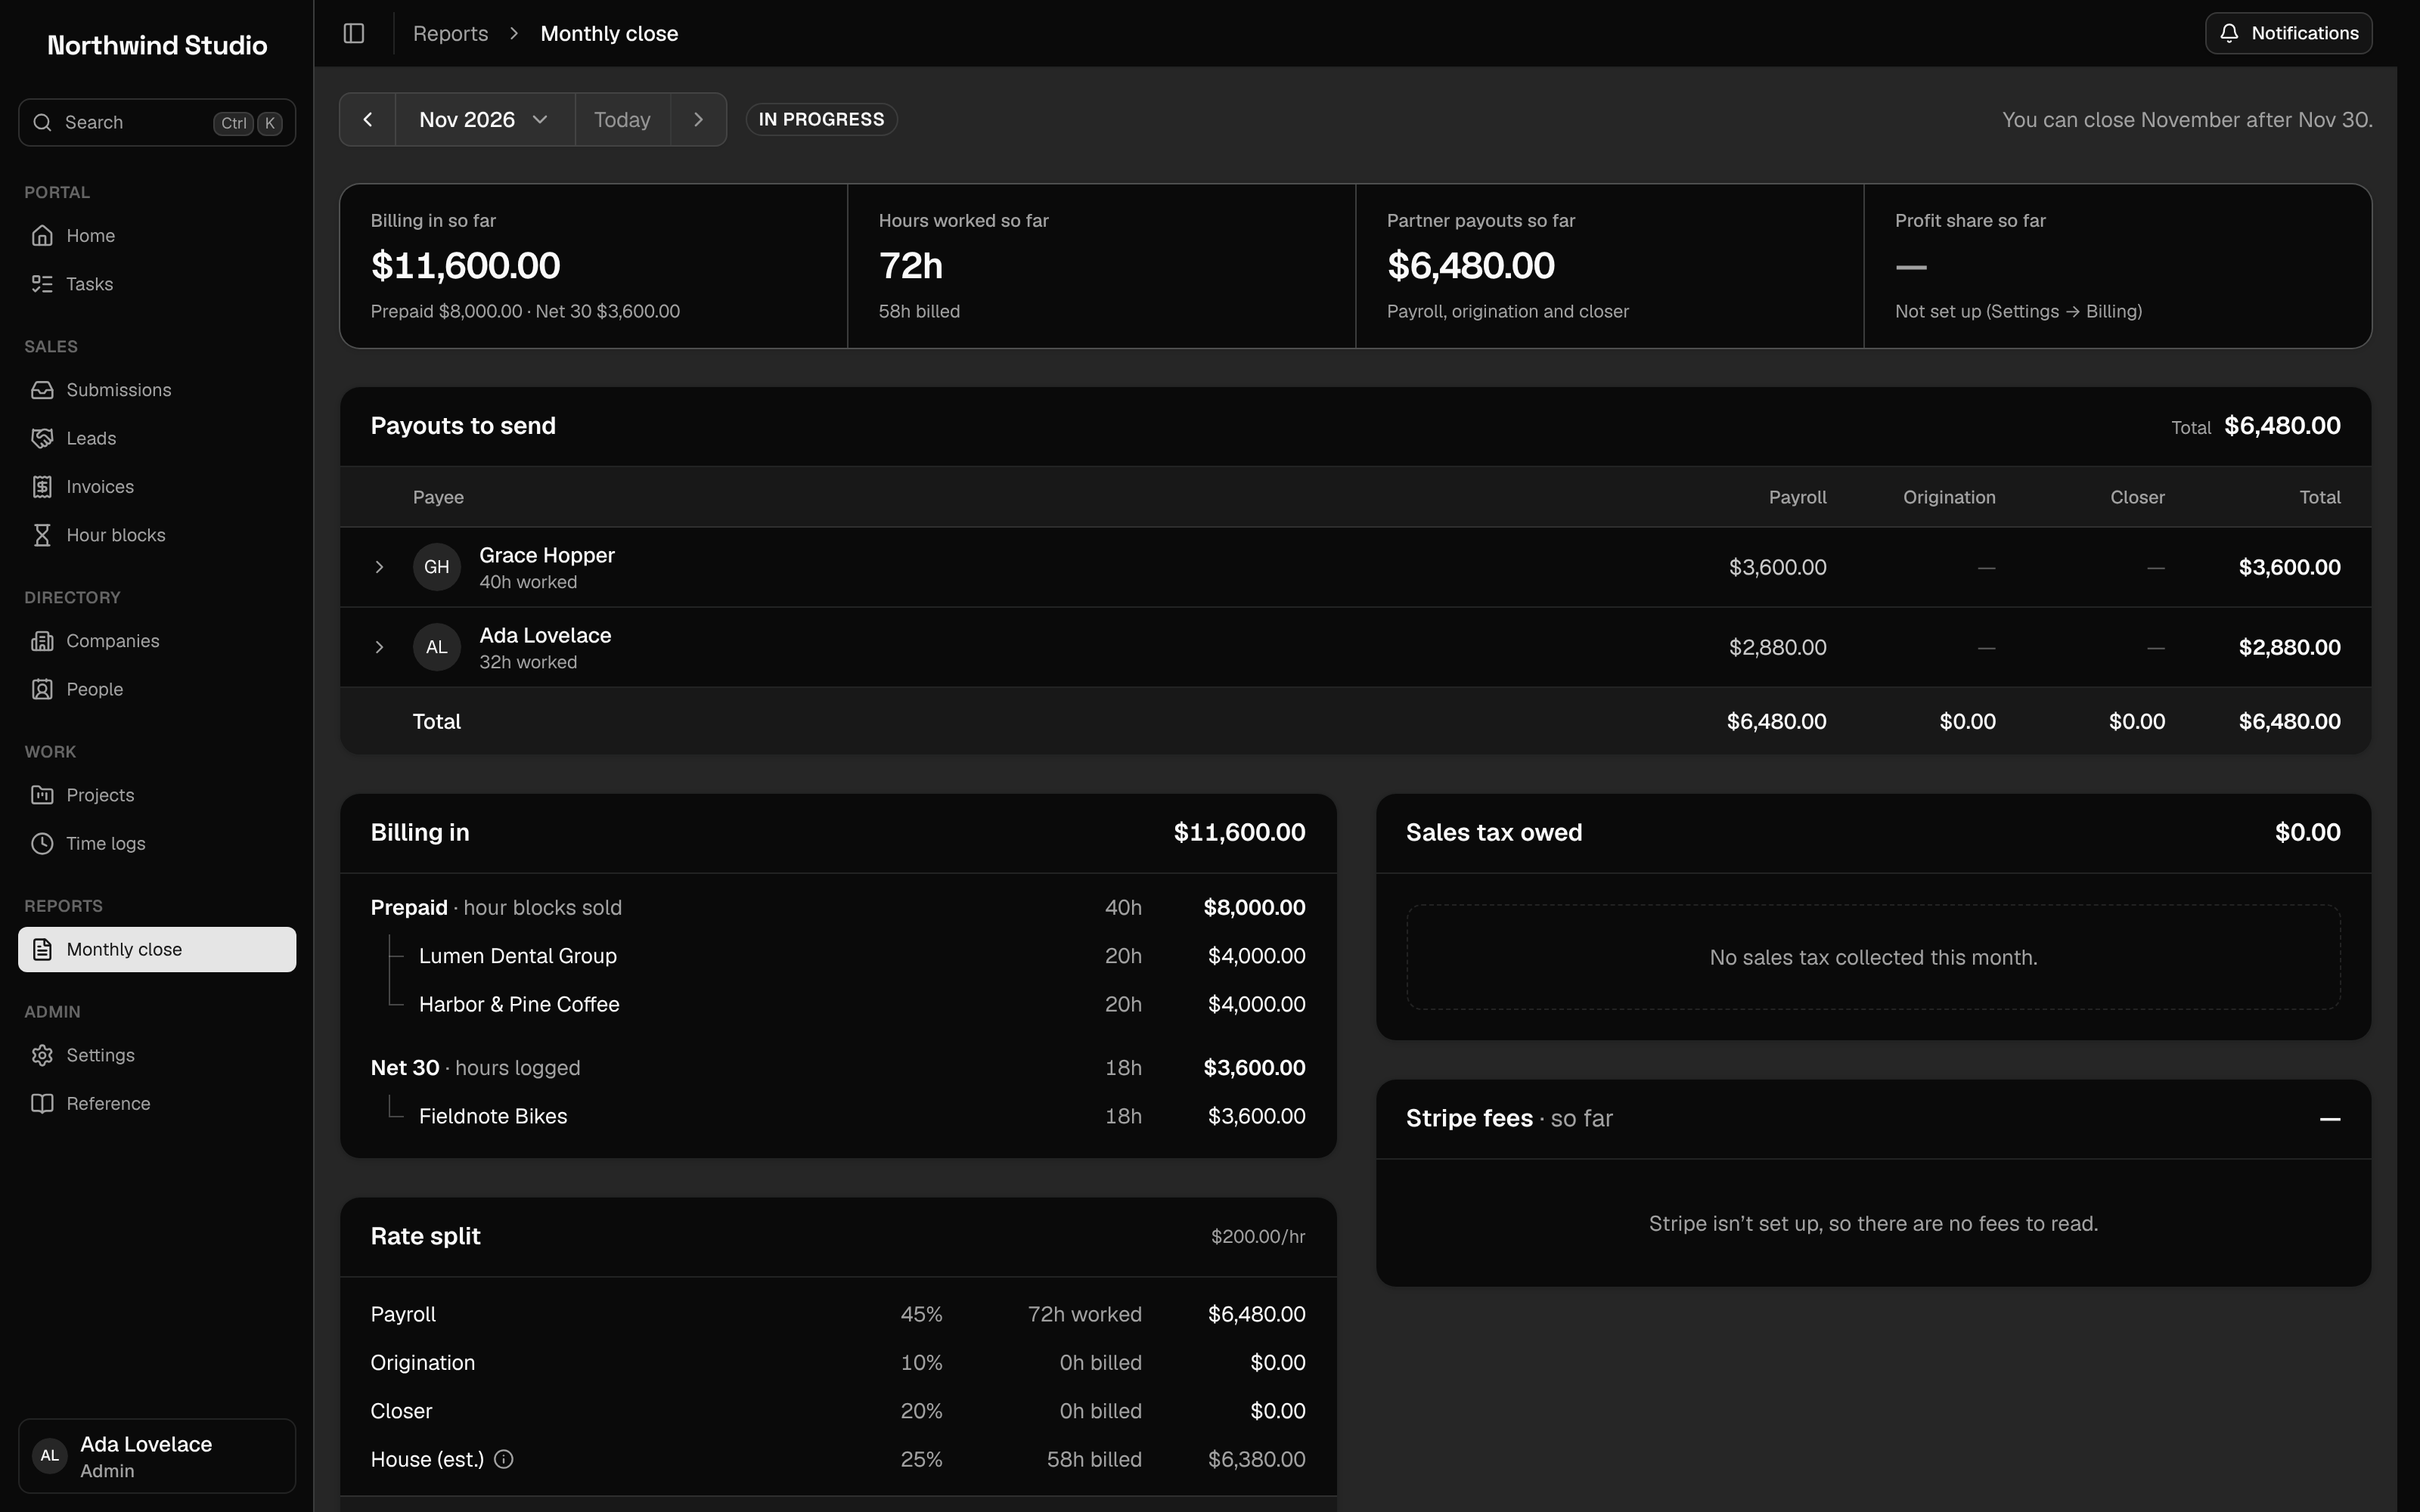 Northwind Studio
Search Ctrl K
PORTAL
Home
Tasks
SALES
Submissions
Leads
Invoices
Hour blocks
DIRECTORY
Companies
People
WORK
Projects
Time logs
REPORTS
Monthly close
ADMIN
Settings
Reference
AL Ada Lovelace
Admin
Reports > Monthly close
Notifications
Nov 2026 Today IN PROGRESS
You can close November after Nov 30.
Billing in so far
$11,600.00
Prepaid $8,000.00 · Net 30 $3,600.00
Hours worked so far
72h
58h billed
Partner payouts so far
$6,480.00
Payroll, origination and closer
Profit share so far
—
Not set up (Settings → Billing)
Payouts to send Total $6,480.00
Payee Payroll Origination Closer Total
GH Grace Hopper $3,600.00 — — $3,600.00
40h worked
AL Ada Lovelace $2,880.00 — — $2,880.00
32h worked
Total $6,480.00 $0.00 $0.00 $6,480.00
Billing in $11,600.00
Prepaid · hour blocks sold 40h $8,000.00
Lumen Dental Group 20h $4,000.00
Harbor & Pine Coffee 20h $4,000.00
Net 30 · hours logged 18h $3,600.00
Fieldnote Bikes 18h $3,600.00
Rate split $200.00/hr
Payroll 45% 72h worked $6,480.00
Origination 10% 0h billed $0.00
Closer 20% 0h billed $0.00
House (est.) 25% 58h billed $6,380.00
Sales tax owed $0.00
No sales tax collected this month.
Stripe fees · so far —
Stripe isn’t set up, so there are no fees to read.